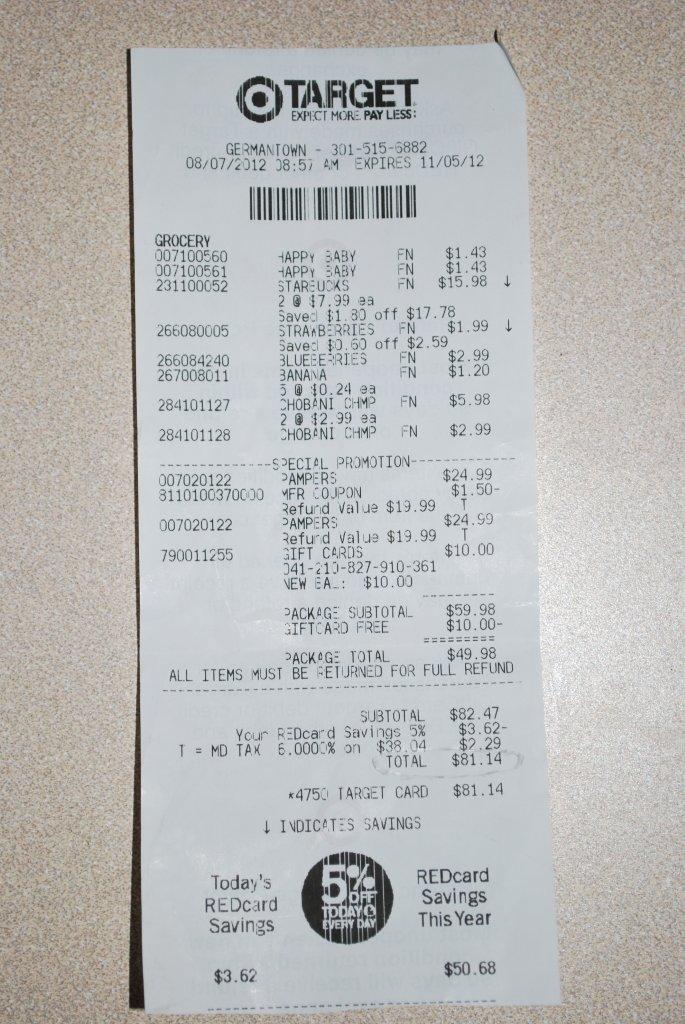 TARGET
EXPECT MORE. PAY LESS:
GERMANTOWN - 301-515-6882
08/07/2012 08:57 AM EXPIRES 11/05/12
GROCERY
007100560 HAPPY BABY FN $1.43
007100561 HAPPY BABY FN $1.43
231100052 STARBUCKS FN $15.98 ↓
2 @ $7.99 ea
Saved $1.80 off $17.78
266080005 STRAWBERRIES FN $1.99 ↓
Saved $0.60 off $2.59
266084240 BLUEBERRIES FN $2.99
267008011 BANANA FN $1.20
5 @ $0.24 ea
284101127 CHOBANI CHMP FN $5.98
2 @ $2.99 ea
284101128 CHOBANI CHMP FN $2.99
----------------SPECIAL PROMOTION---------------
007020122 PAMPERS $24.99
8110100370000 MFR COUPON $1.50-
Refund Value $19.99 T
007020122 PAMPERS $24.99
Refund Value $19.99 T
790011255 GIFT CARDS $10.00
041-210-827-910-361
NEW BAL: $10.00
----------
PACKAGE SUBTOTAL $59.98
GIFTCARD FREE $10.00-
=========
PACKAGE TOTAL $49.98
ALL ITEMS MUST BE RETURNED FOR FULL REFUND
SUBTOTAL $82.47
Your REDcard Savings 5% $3.62-
T = MD TAX 6.0000% on $38.04 $2.29
TOTAL $81.14
*4750 TARGET CARD $81.14
↓ INDICATES SAVINGS
Today's REDcard Savings
5% OFF TODAY & EVERY DAY
REDcard Savings This Year
$3.62 $50.68